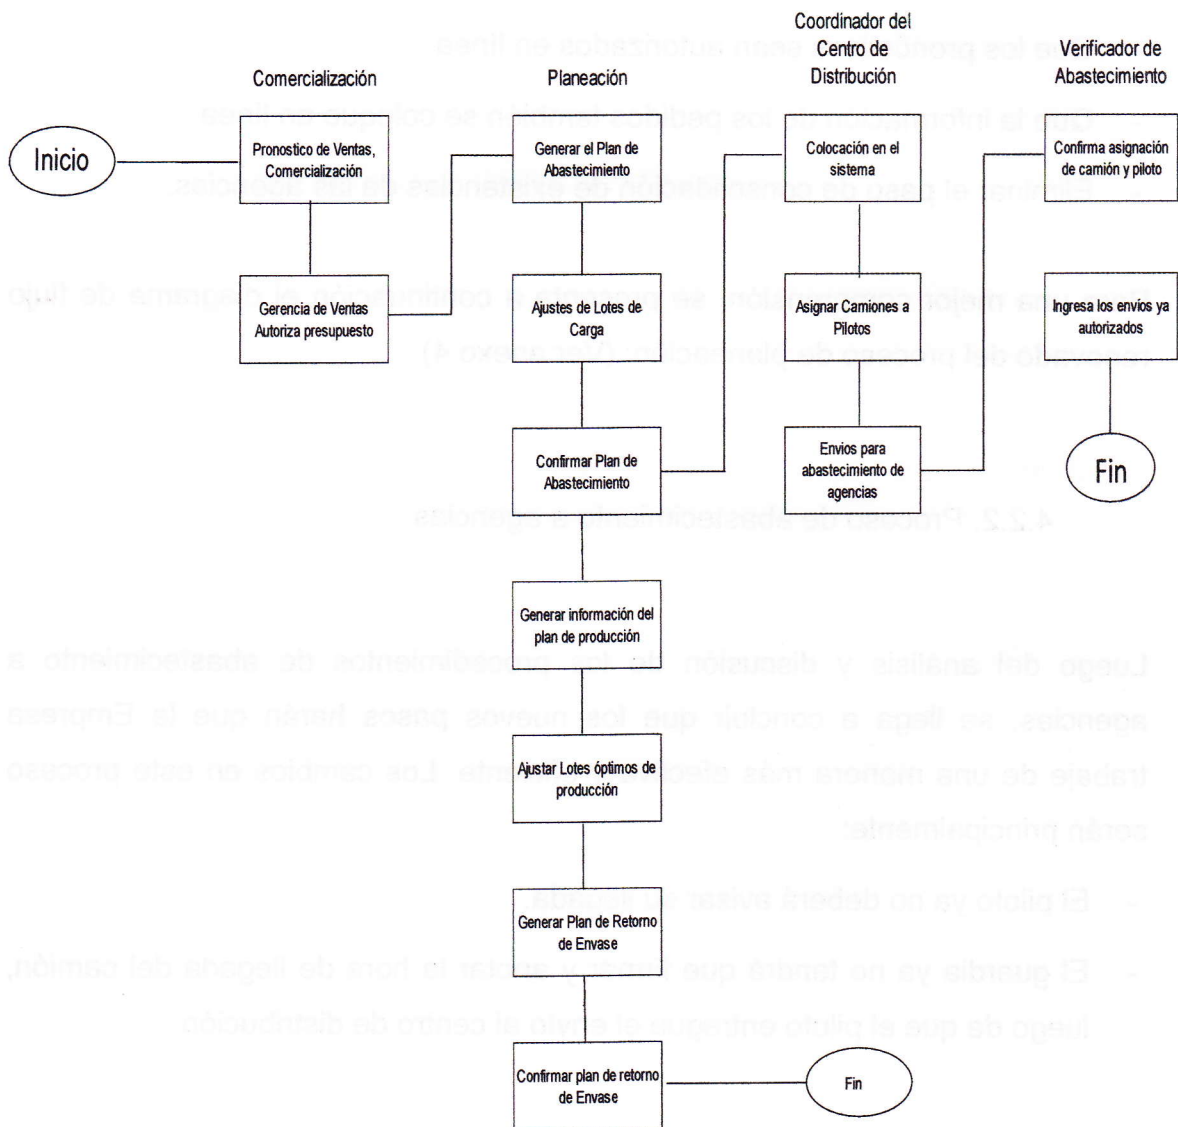 Coordinador del
Centro de
Distribución
Verificador de
Abastecimiento
Comercialización
Planeación
Inicio
Pronostico de Ventas,
Comercialización
Generar el Plan de
Abastecimiento
Colocación en el
sistema
Confirma asignación
de camión y piloto
Gerencia de Ventas
Autoriza presupuesto
Ajustes de Lotes de
Carga
Asignar Camiones a
Pilotos
Ingresa los envíos ya
autorizados
Confirmar Plan de
Abastecimiento
Envios para
abastecimiento de
agencias
Fin
Generar información del
plan de producción
Ajustar Lotes óptimos de
producción
Generar Plan de Retorno
de Envase
Confirmar plan de retorno
de Envase
Fin